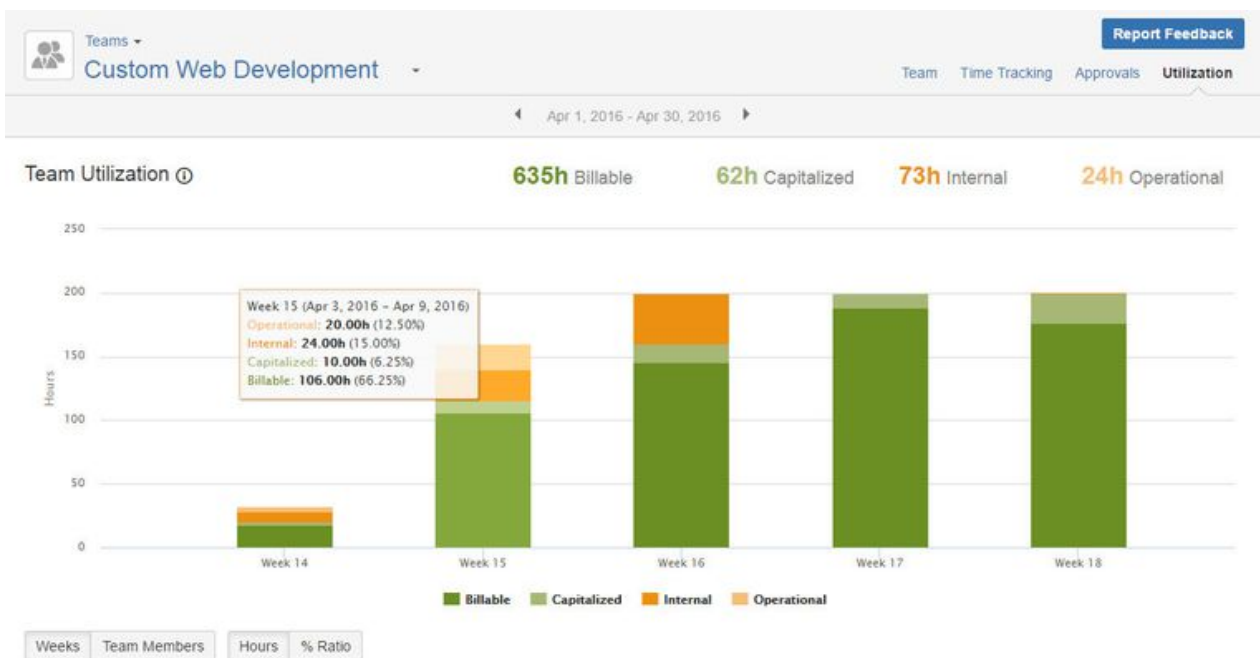 Teams
Custom Web Development
Report Feedback
Team Time Tracking Approvals Utilization
Apr 1, 2016 - Apr 30, 2016
Team Utilization
635h Billable 62h Capitalized 73h Internal 24h Operational
250
200
150
100
50
0
Hours
Week 15 (Apr 3, 2016 – Apr 9, 2016)
Operational: 20.00h (12.50%)
Internal: 24.00h (15.00%)
Capitalized: 10.00h (6.25%)
Billable: 106.00h (66.25%)
Week 14 Week 15 Week 16 Week 17 Week 18
Billable Capitalized Internal Operational
Weeks Team Members Hours % Ratio